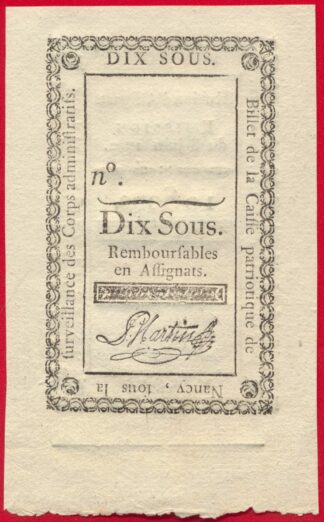 DIX SOUS.
Billet de la Caiſſe patriotique de
Nancy, ſous la
ſurveillance des Corps adminiſtratifs.
nº.
Dix Sous.
Rembourſables
en Aſſignats.
P Martin